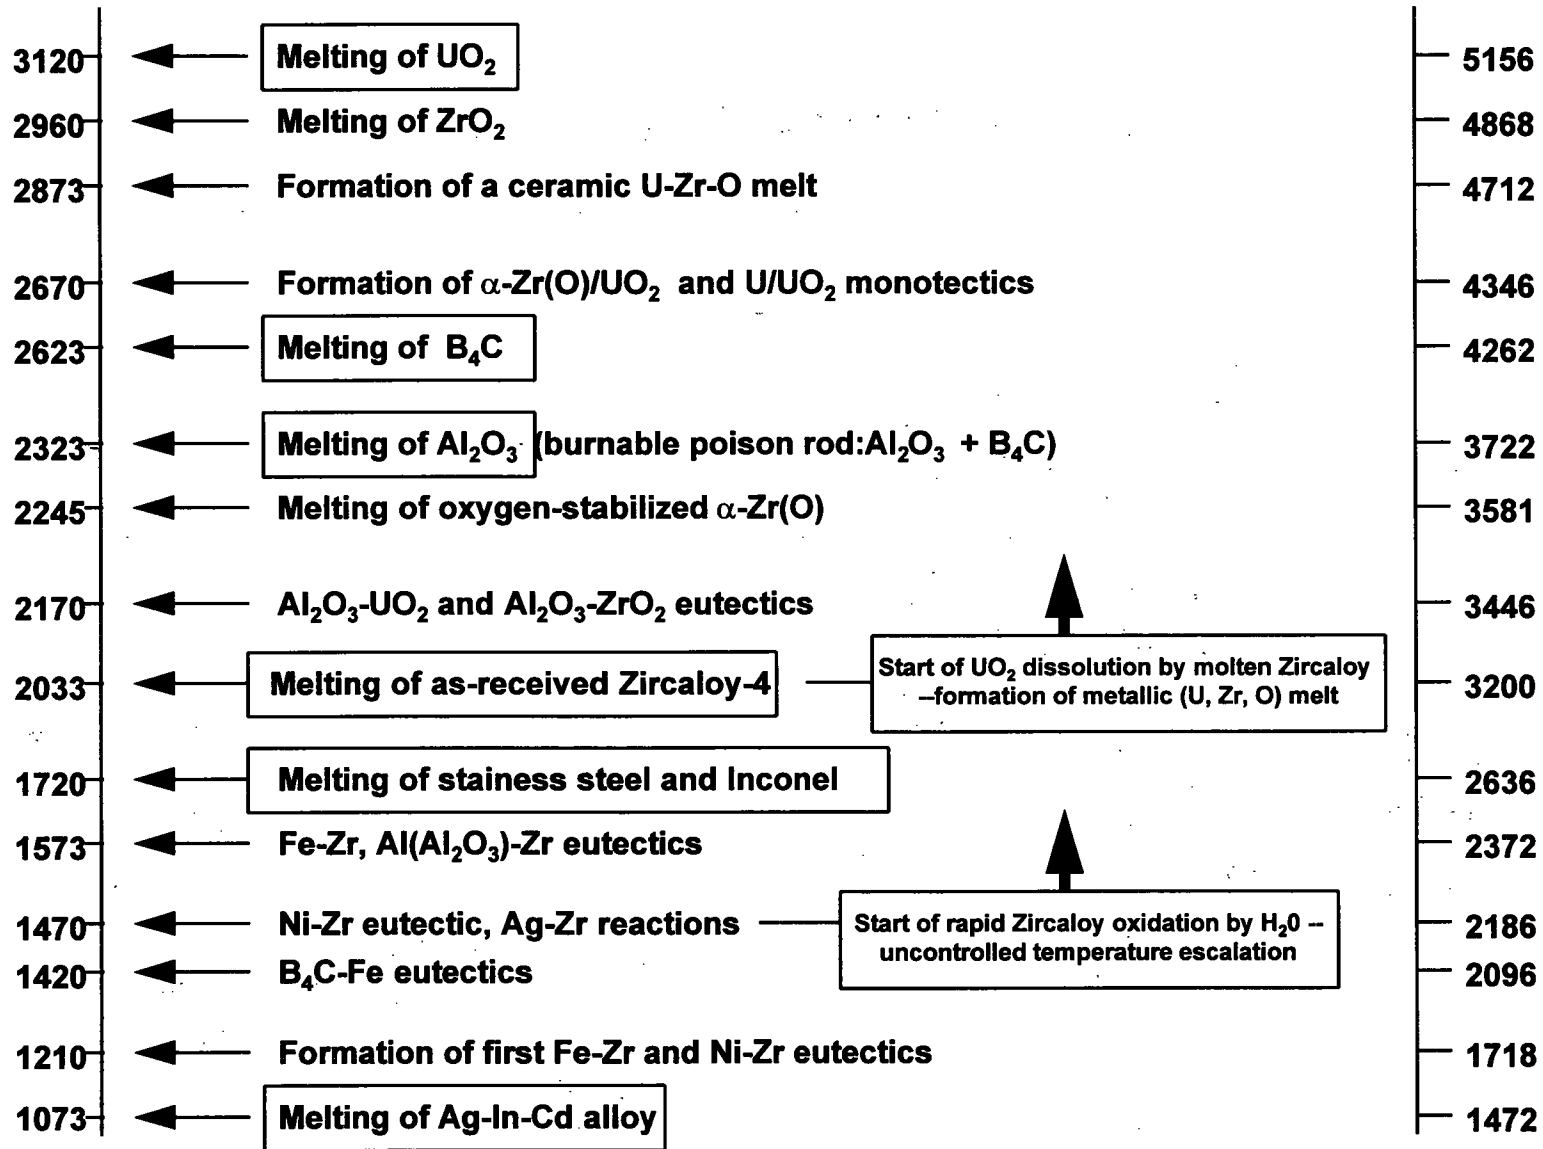 3120 Melting of UO₂ 5156
2960 Melting of ZrO₂ 4868
2873 Formation of a ceramic U-Zr-O melt 4712
2670 Formation of α-Zr(O)/UO₂ and U/UO₂ monotectics 4346
2623 Melting of B₄C 4262
2323 Melting of Al₂O₃ (burnable poison rod:Al₂O₃ + B₄C) 3722
2245 Melting of oxygen-stabilized α-Zr(O) 3581
2170 Al₂O₃-UO₂ and Al₂O₃-ZrO₂ eutectics 3446
2033 Melting of as-received Zircaloy-4 3200
Start of UO₂ dissolution by molten Zircaloy
–formation of metallic (U, Zr, O) melt
1720 Melting of stainess steel and Inconel 2636
1573 Fe-Zr, Al(Al₂O₃)-Zr eutectics 2372
1470 Ni-Zr eutectic, Ag-Zr reactions 2186
Start of rapid Zircaloy oxidation by H₂0 –
uncontrolled temperature escalation
1420 B₄C-Fe eutectics 2096
1210 Formation of first Fe-Zr and Ni-Zr eutectics 1718
1073 Melting of Ag-In-Cd alloy 1472